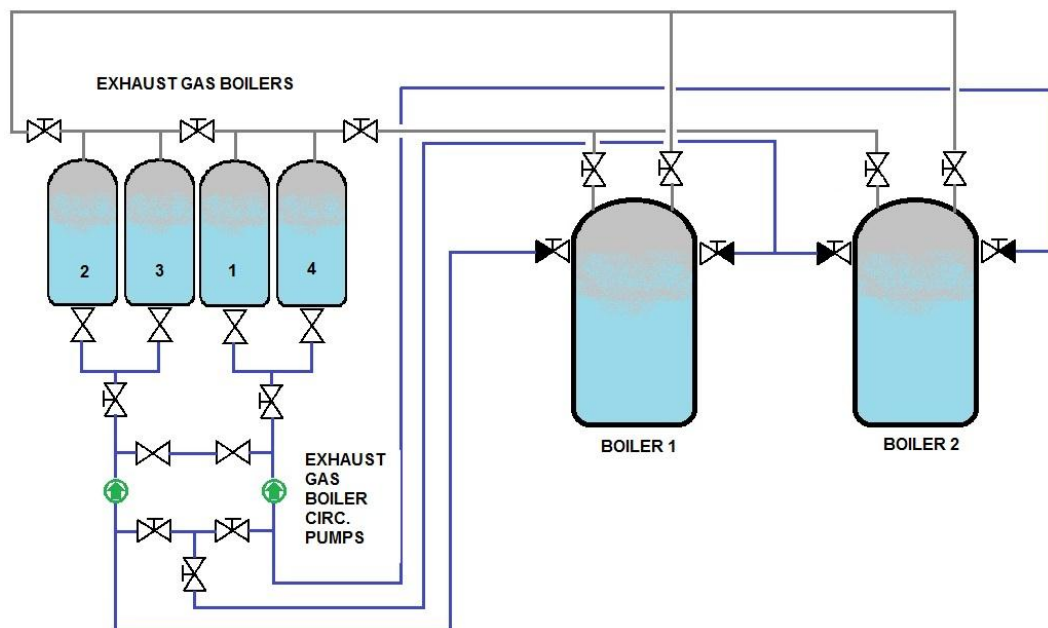 EXHAUST GAS BOILERS
2
3
1
4
BOILER 1
BOILER 2
EXHAUST
GAS
BOILER
CIRC.
PUMPS